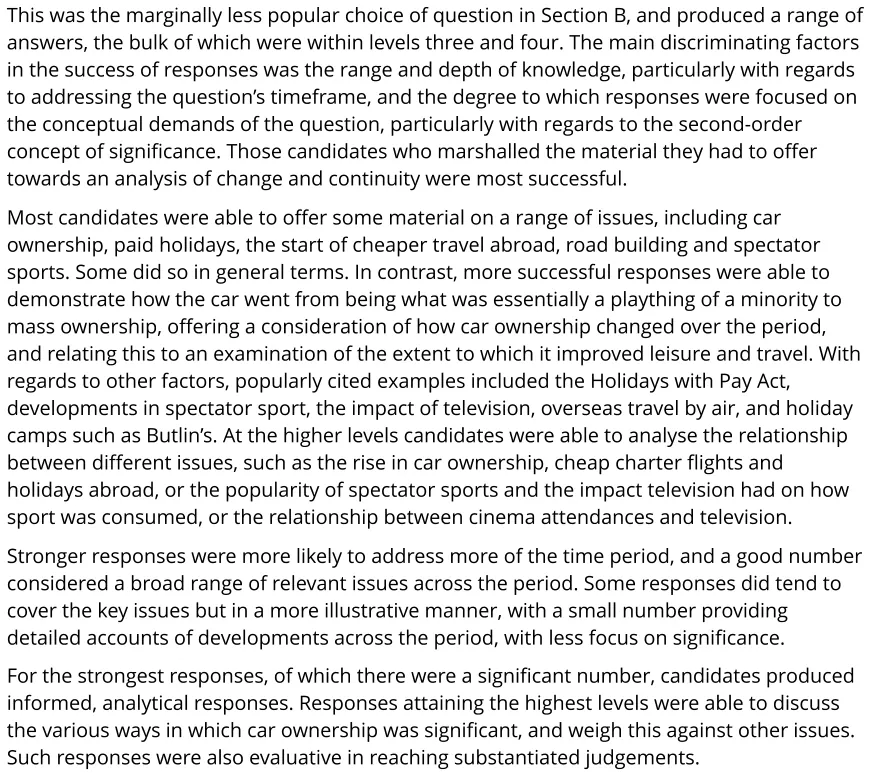 This was the marginally less popular choice of question in Section B, and produced a range of
answers, the bulk of which were within levels three and four. The main discriminating factors
in the success of responses was the range and depth of knowledge, particularly with regards
to addressing the question's timeframe, and the degree to which responses were focused on
the conceptual demands of the question, particularly with regards to the second-order
concept of significance. Those candidates who marshalled the material they had to offer
towards an analysis of change and continuity were most successful.
Most candidates were able to offer some material on a range of issues, including car
ownership, paid holidays, the start of cheaper travel abroad, road building and spectator
sports. Some did so in general terms. In contrast, more successful responses were able to
demonstrate how the car went from being what was essentially a plaything of a minority to
mass ownership, offering a consideration of how car ownership changed over the period,
and relating this to an examination of the extent to which it improved leisure and travel. With
regards to other factors, popularly cited examples included the Holidays with Pay Act,
developments in spectator sport, the impact of television, overseas travel by air, and holiday
camps such as Butlin's. At the higher levels candidates were able to analyse the relationship
between different issues, such as the rise in car ownership, cheap charter flights and
holidays abroad, or the popularity of spectator sports and the impact television had on how
sport was consumed, or the relationship between cinema attendances and television.
Stronger responses were more likely to address more of the time period, and a good number
considered a broad range of relevant issues across the period. Some responses did tend to
cover the key issues but in a more illustrative manner, with a small number providing
detailed accounts of developments across the period, with less focus on significance.
For the strongest responses, of which there were a significant number, candidates produced
informed, analytical responses. Responses attaining the highest levels were able to discuss
the various ways in which car ownership was significant, and weigh this against other issues.
Such responses were also evaluative in reaching substantiated judgements.